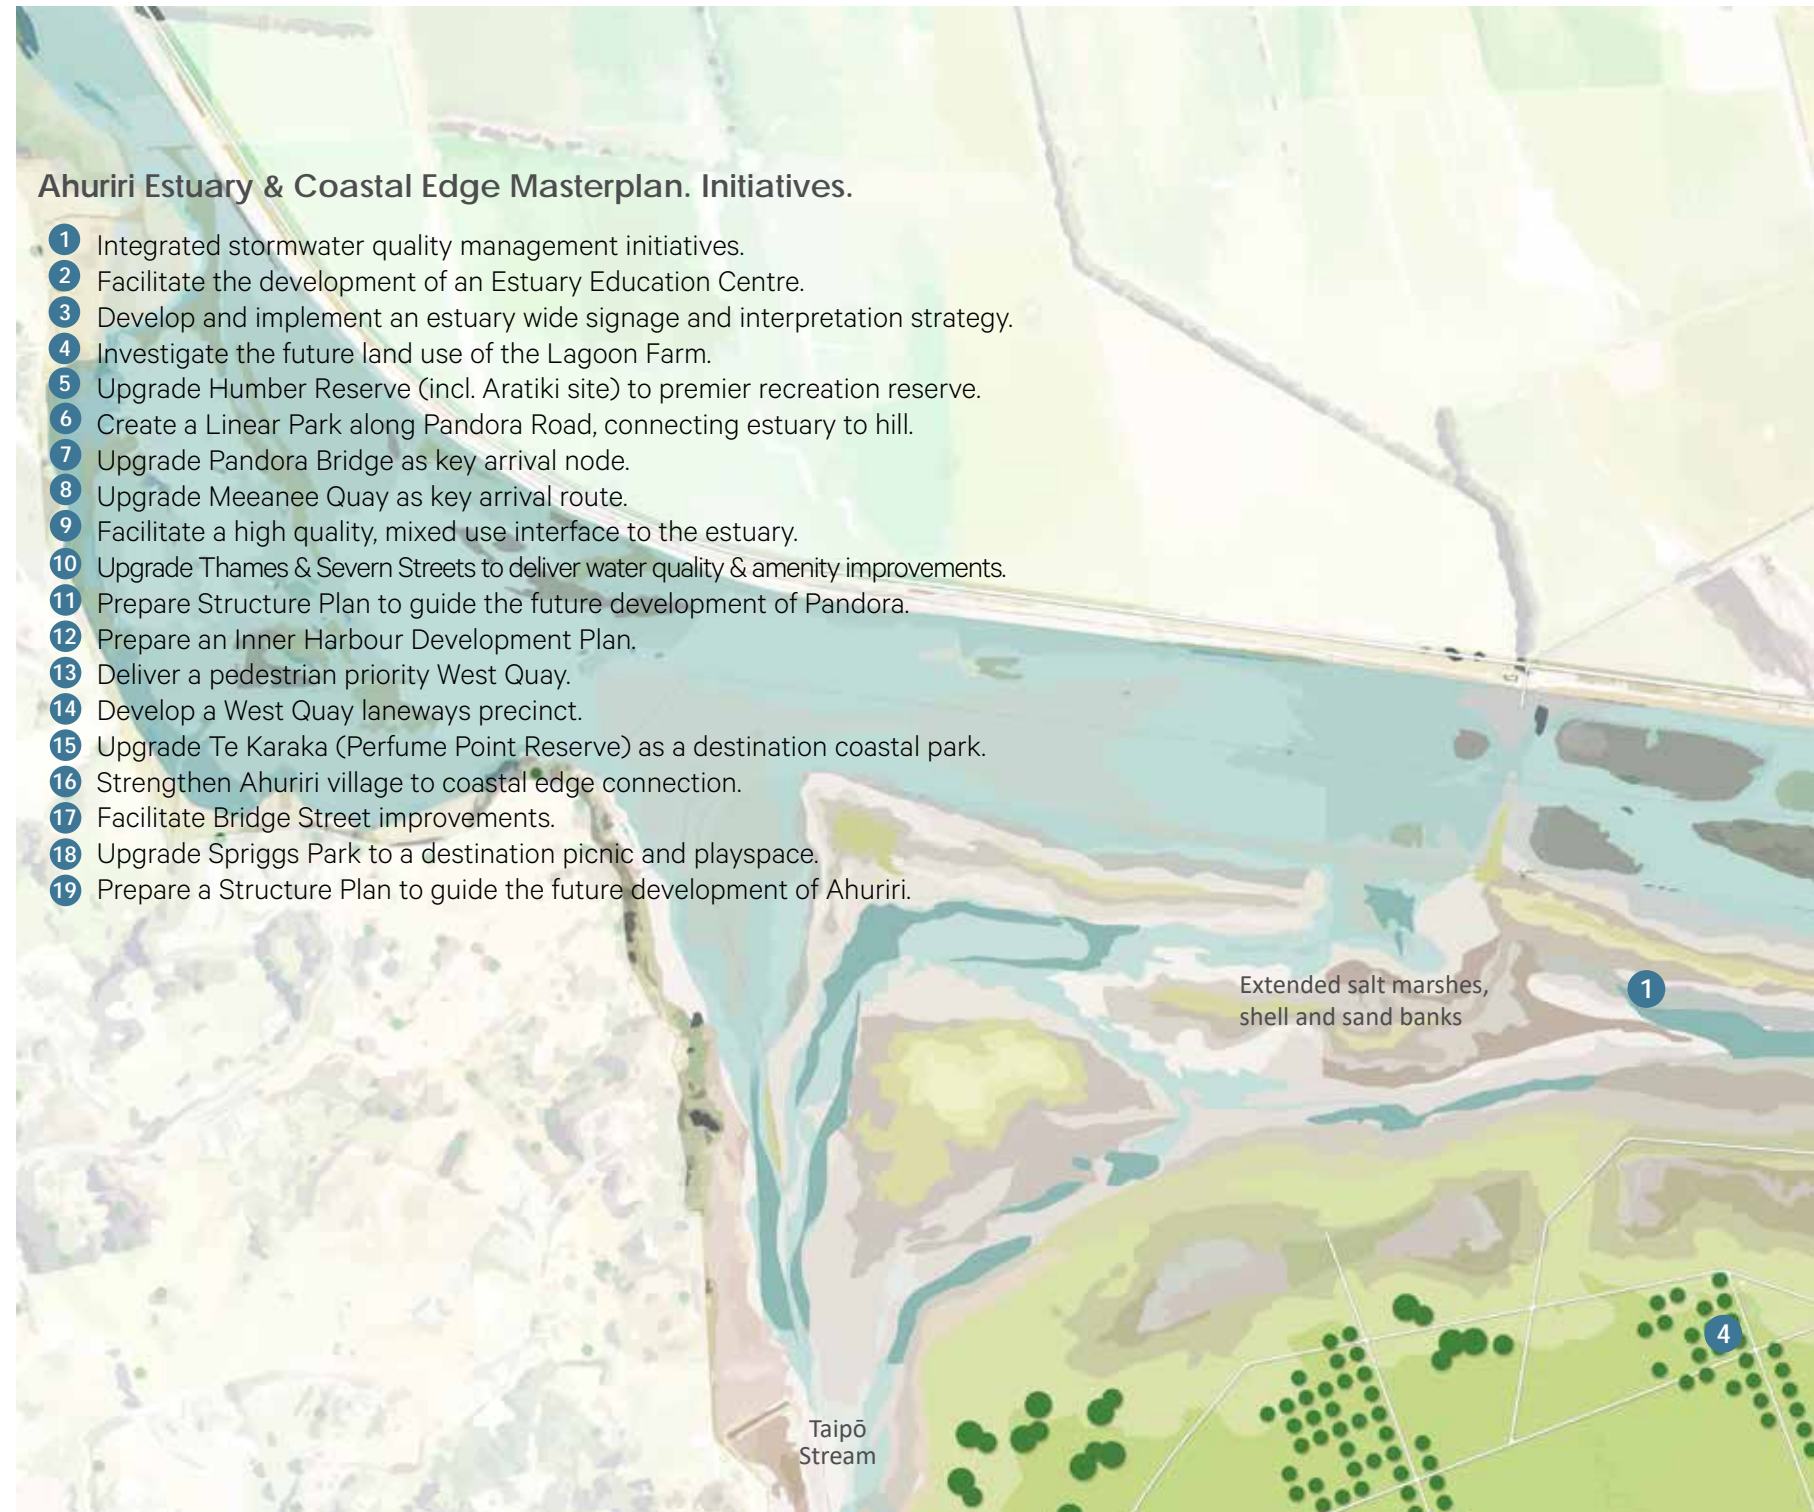 Ahuriri Estuary & Coastal Edge Masterplan. Initiatives.
1 Integrated stormwater quality management initiatives.
2 Facilitate the development of an Estuary Education Centre.
3 Develop and implement an estuary wide signage and interpretation strategy.
4 Investigate the future land use of the Lagoon Farm.
5 Upgrade Humber Reserve (incl. Aratiki site) to premier recreation reserve.
6 Create a Linear Park along Pandora Road, connecting estuary to hill.
7 Upgrade Pandora Bridge as key arrival node.
8 Upgrade Meeanee Quay as key arrival route.
9 Facilitate a high quality, mixed use interface to the estuary.
10 Upgrade Thames & Severn Streets to deliver water quality & amenity improvements.
11 Prepare Structure Plan to guide the future development of Pandora.
12 Prepare an Inner Harbour Development Plan.
13 Deliver a pedestrian priority West Quay.
14 Develop a West Quay laneways precinct.
15 Upgrade Te Karaka (Perfume Point Reserve) as a destination coastal park.
16 Strengthen Ahuriri village to coastal edge connection.
17 Facilitate Bridge Street improvements.
18 Upgrade Spriggs Park to a destination picnic and playspace.
19 Prepare a Structure Plan to guide the future development of Ahuriri.
Extended salt marshes,
shell and sand banks
1
4
Taipō
Stream